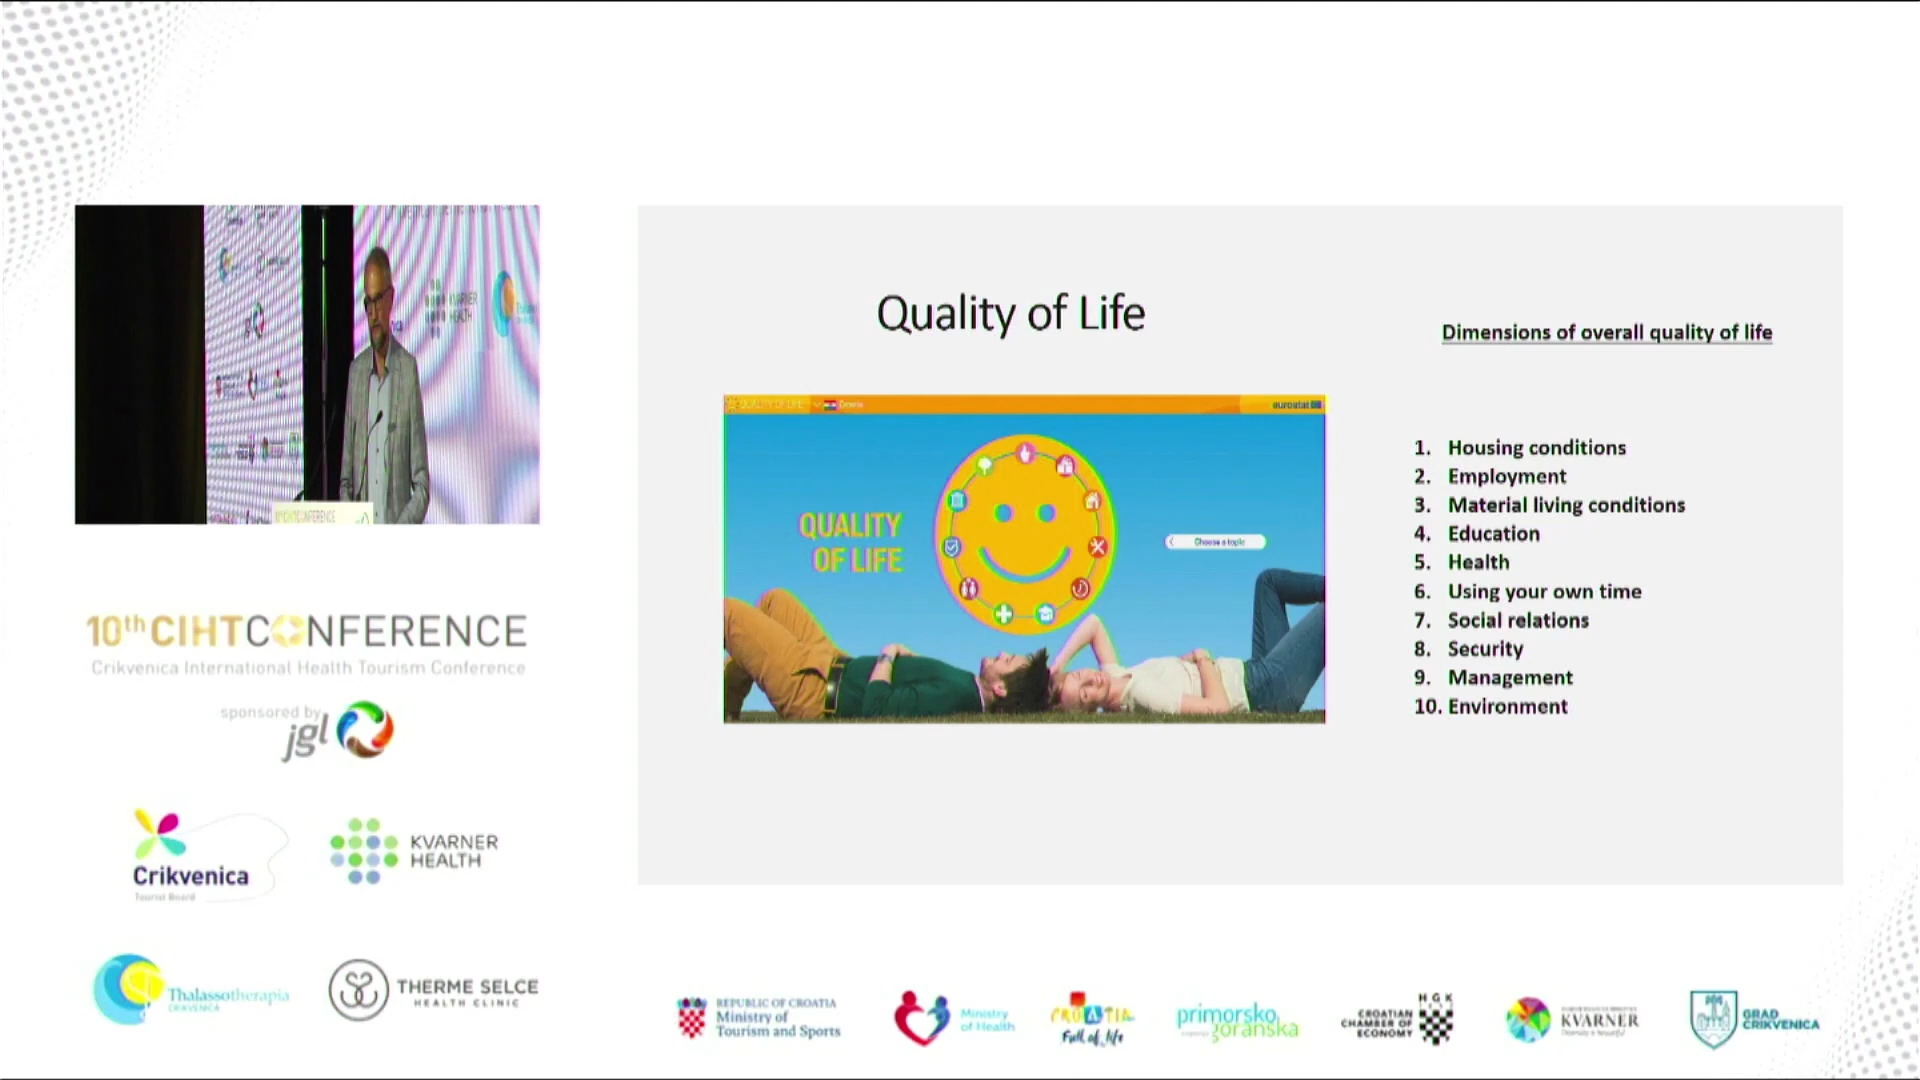 KVARNER
HEALTH
10th CIHT CONFERENCE
Crikvenica International Health Tourism Conference
sponsored by
jgl
Crikvenica
Tourist Board
KVARNER
HEALTH
Thalassotherapia
CRIKVENICA
THERME SELCE
HEALTH CLINIC
Quality of Life
QUALITY OF LIFE
Croatia
eurostat
QUALITY
OF LIFE
Choose a topic
Dimensions of overall quality of life
1. Housing conditions
2. Employment
3. Material living conditions
4. Education
5. Health
6. Using your own time
7. Social relations
8. Security
9. Management
10. Environment
REPUBLIC OF CROATIA
Ministry of
Tourism and Sports
Ministry
of Health
CROATIA
Full of life
primorsko
goranska
CROATIAN
CHAMBER OF
ECONOMY
HGK
KVARNER
GRAD
CRIKVENICA